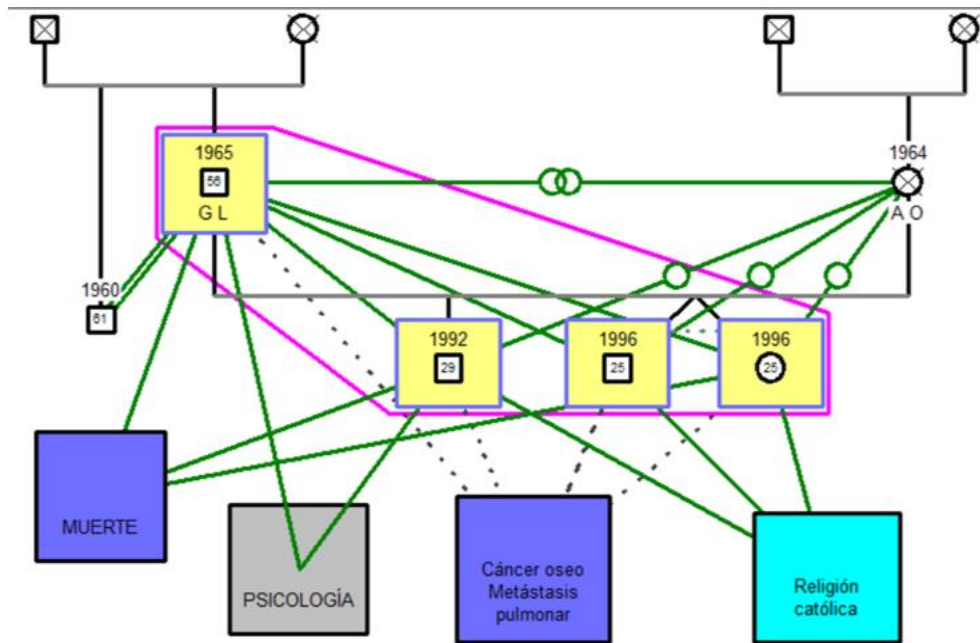 1965
56
G L
1964
A O
1960
61
1992
29
1996
25
1996
25
MUERTE
PSICOLOGÍA
Cáncer oseo
Metástasis
pulmonar
Religión
católica